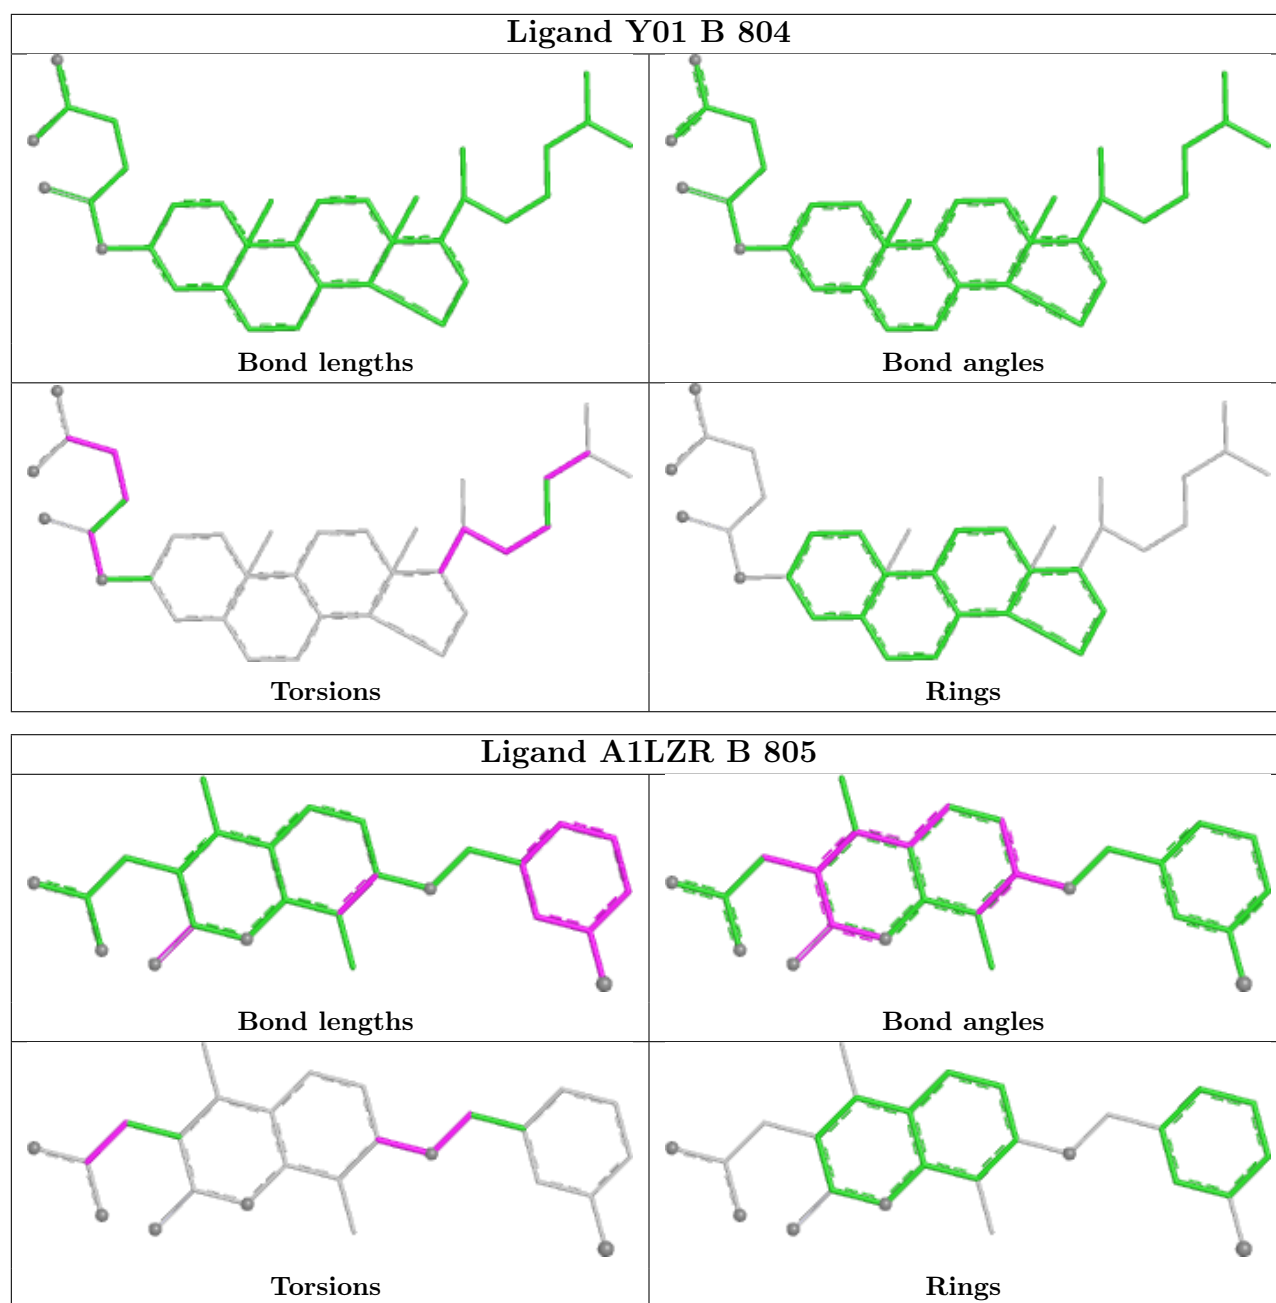 Ligand Y01 B 804
Bond lengths
Bond angles
Torsions
Rings
Ligand A1LZR B 805
Bond lengths
Bond angles
Torsions
Rings